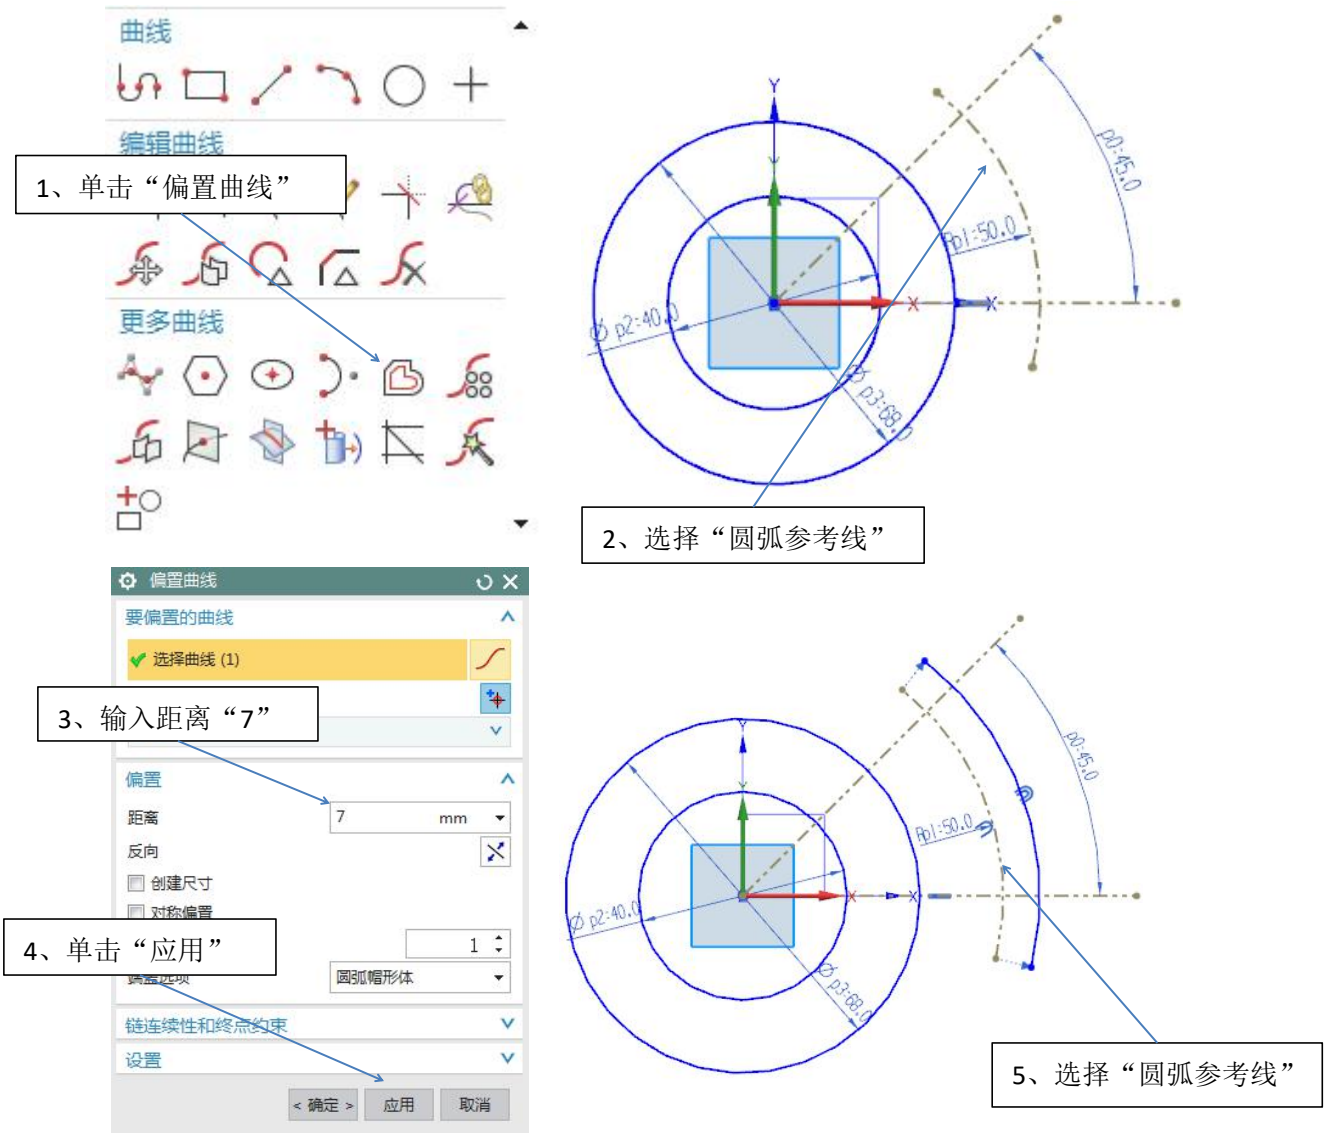 曲线
编辑曲线
1、单击“偏置曲线”
更多曲线
Y
Y
X
X
p0:45.0
Rp1:50.0
Ø p2:40.0
Ø p3:68.0
2、选择“圆弧参考线”
偏置曲线
要偏置的曲线
选择曲线 (1)
3、输入距离“7”
偏置
距离
7 mm
反向
创建尺寸
对称偏置
4、单击“应用”
1
端盖选项
圆弧帽形体
链连续性和终点约束
设置
< 确定 >
应用
取消
Y
Y
X
X
p0:45.0
Rp1:50.0
Ø p2:40.0
Ø p3:68.0
5、选择“圆弧参考线”